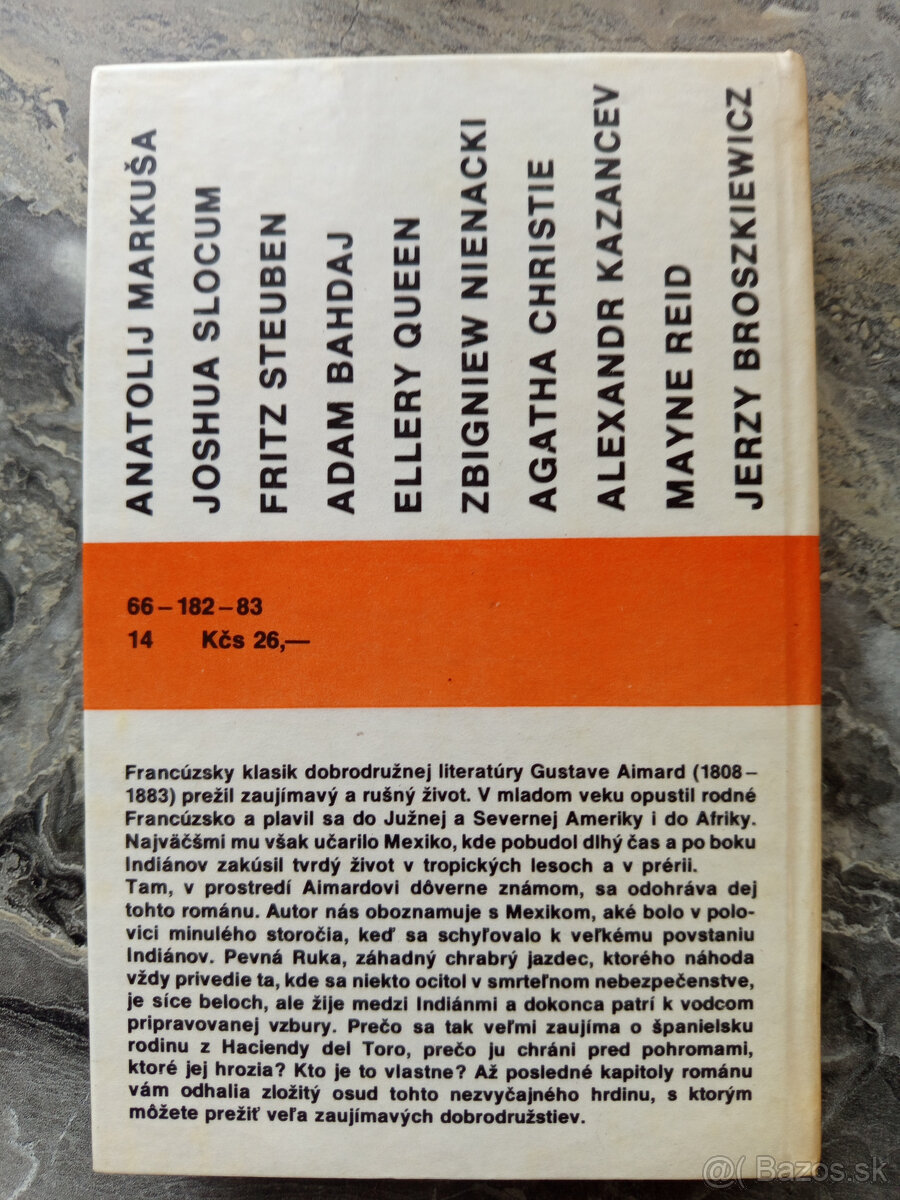 ANATOLIJ MARKUŠA
JOSHUA SLOCUM
FRITZ STEUBEN
ADAM BAHDAJ
ELLERY QUEEN
ZBIGNIEW NIENACKI
AGATHA CHRISTIE
ALEXANDR KAZANCEV
MAYNE REID
JERZY BROSZKIEWICZ
66–182–83
14 Kčs 26,—
Francúzsky klasik dobrodružnej literatúry Gustave Aimard (1808–
1883) prežil zaujímavý a rušný život. V mladom veku opustil rodné
Francúzsko a plavil sa do Južnej a Severnej Ameriky i do Afriky.
Najväčšmi mu však učarilo Mexiko, kde pobudol dlhý čas a po boku
Indiánov zakúsil tvrdý život v tropických lesoch a v prérii.
Tam, v prostredí Aimardovi dôverne známom, sa odohráva dej
tohto románu. Autor nás oboznamuje s Mexikom, aké bolo v polo-
vici minulého storočia, keď sa schyľovalo k veľkému povstaniu
Indiánov. Pevná Ruka, záhadný chrabrý jazdec, ktorého náhoda
vždy privedie ta, kde sa niekto ocitol v smrteľnom nebezpečenstve,
je síce beloch, ale žije medzi Indiánmi a dokonca patrí k vodcom
pripravovanej vzbury. Prečo sa tak veľmi zaujíma o španielsku
rodinu z Haciendy del Toro, prečo ju chráni pred pohromami,
ktoré jej hrozia? Kto je to vlastne? Až posledné kapitoly románu
vám odhalia zložitý osud tohto nezvyčajného hrdinu, s ktorým
môžete prežiť veľa zaujímavých dobrodružstiev.
@( Bazos.sk